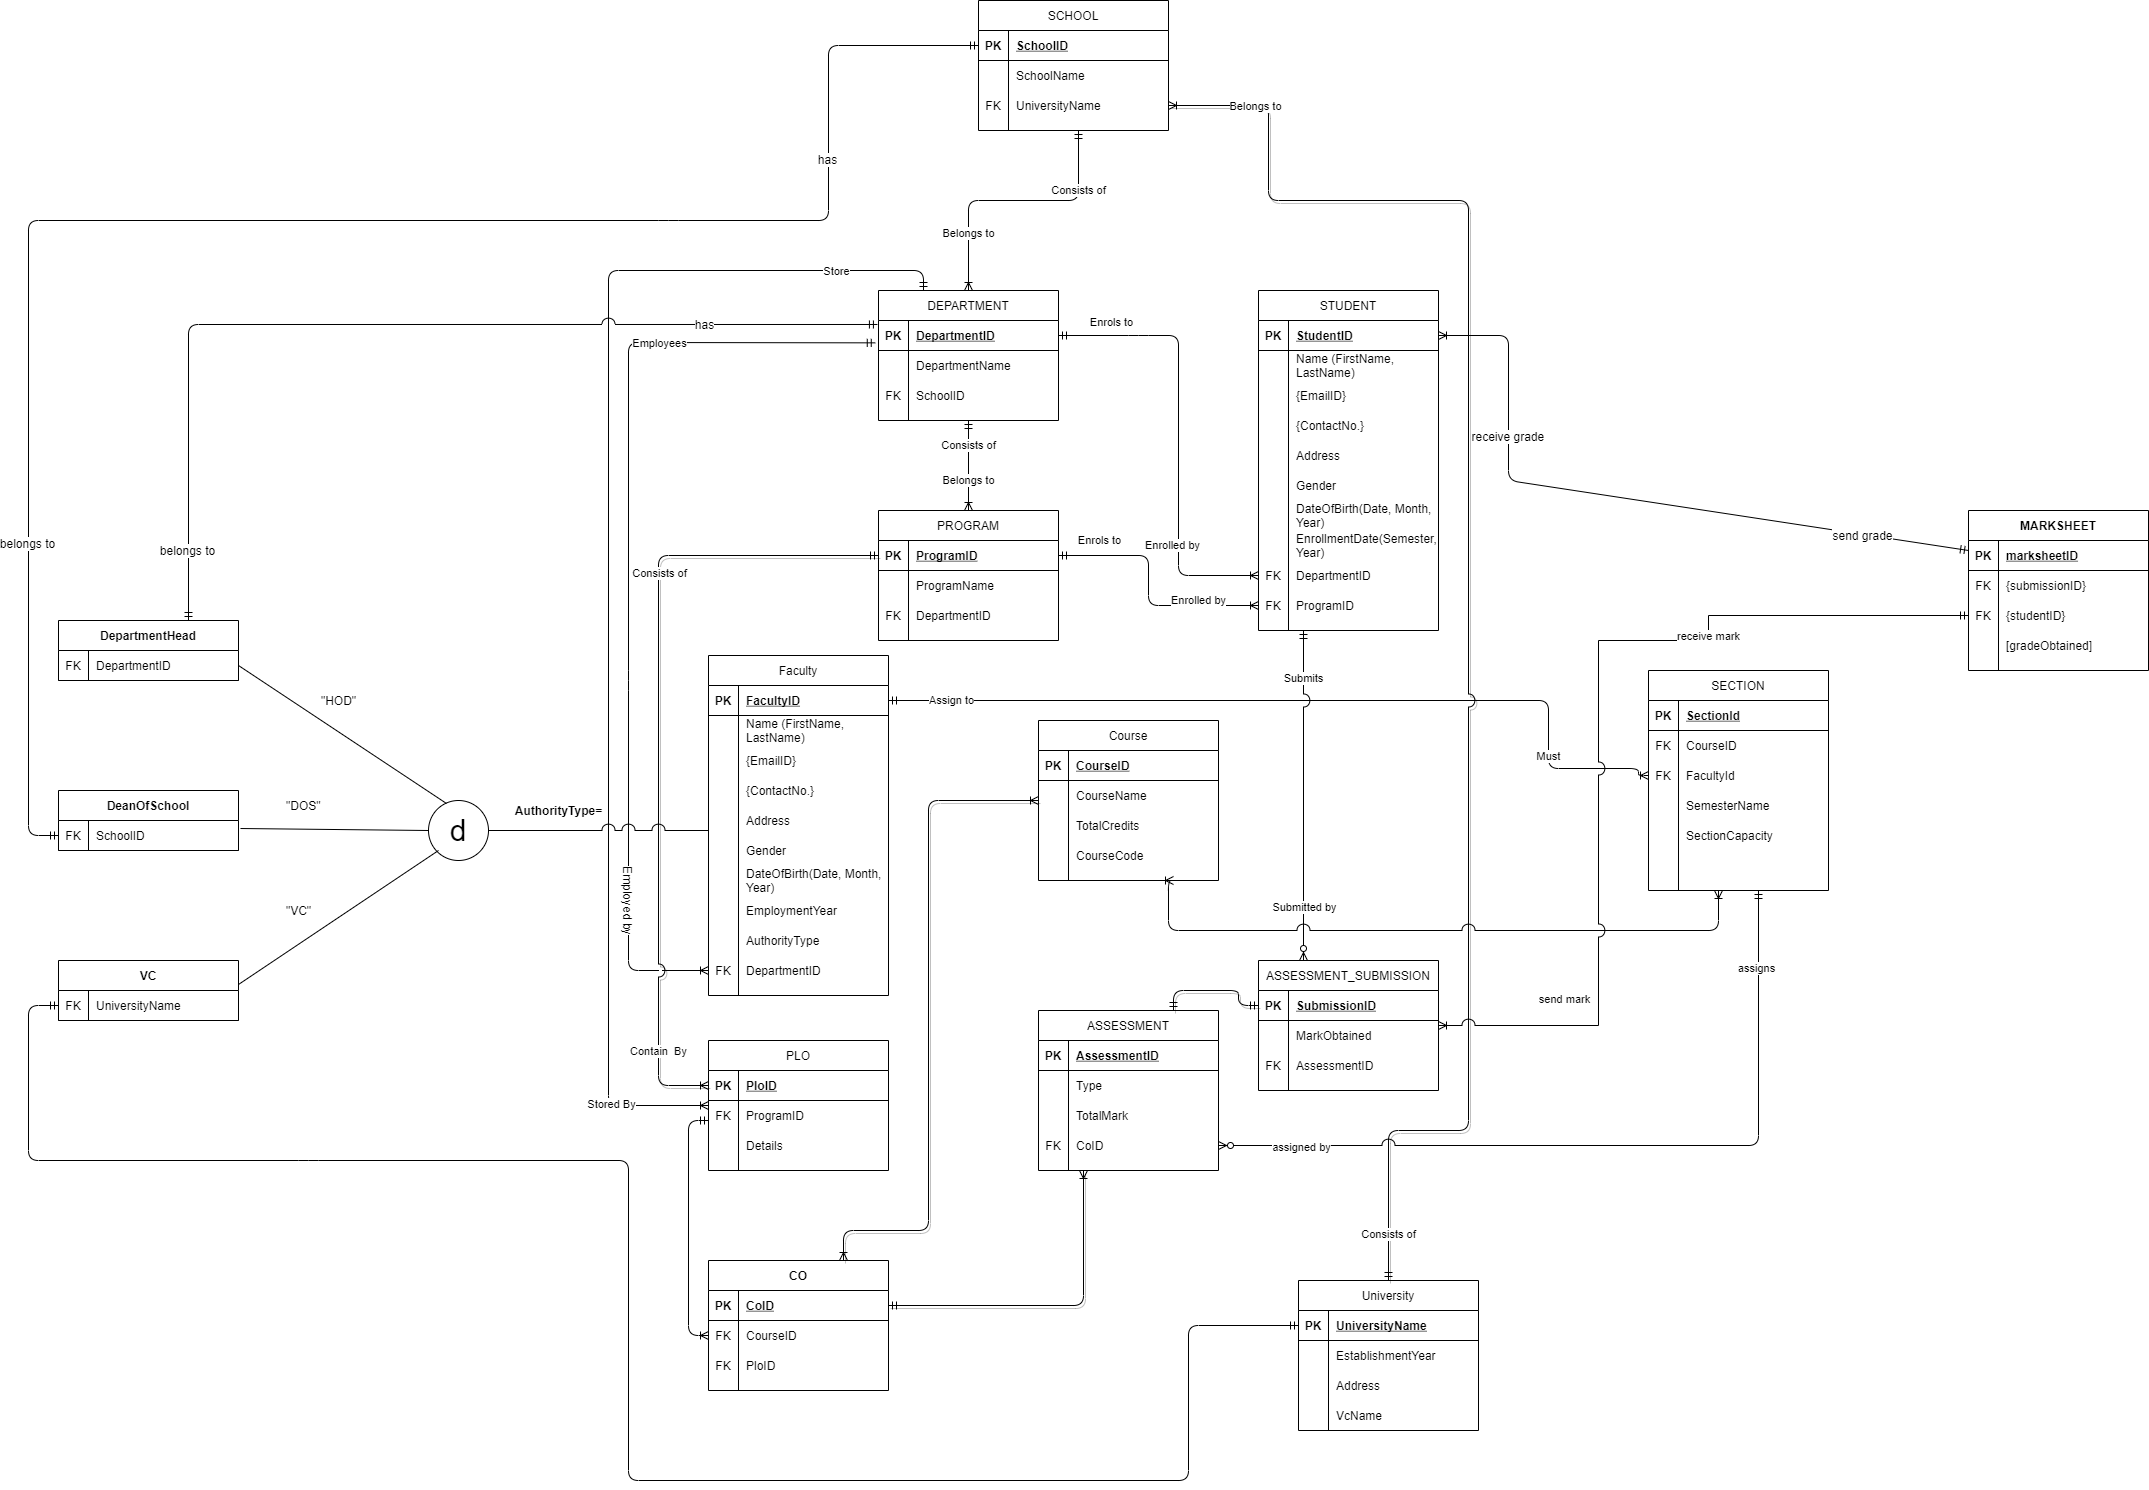 SCHOOL
PK SchoolID
SchoolName
FK UniversityName
Belongs to
has
Consists of
Belongs to
Store
DEPARTMENT
PK DepartmentID
DepartmentName
FK SchoolID
has
Employees
Enrols to
STUDENT
PK StudentID
Name (FirstName,
LastName)
{EmailID}
{ContactNo.}
Address
Gender
DateOfBirth(Date, Month,
Year)
EnrollmentDate(Semester,
Year)
FK DepartmentID
FK ProgramID
receive grade
send grade
Consists of
Belongs to
PROGRAM
PK ProgramID
ProgramName
FK DepartmentID
Enrols to
Enrolled by
Enrolled by
Consists of
belongs to
belongs to
MARKSHEET
PK marksheetID
FK {submissionID}
FK {studentID}
[gradeObtained]
receive mark
DepartmentHead
FK DepartmentID
"HOD"
DeanOfSchool
FK SchoolID
"DOS"
d
AuthorityType=
VC
FK UniversityName
"VC"
Faculty
PK FacultyID
Name (FirstName,
LastName)
{EmailID}
{ContactNo.}
Address
Gender
DateOfBirth(Date, Month,
Year)
EmploymentYear
AuthorityType
FK DepartmentID
Employed by
Assign to
Submits
Must
SECTION
PK SectionId
FK CourseID
FK FacultyId
SemesterName
SectionCapacity
Course
PK CourseID
CourseName
TotalCredits
CourseCode
Submitted by
assigns
ASSESSMENT_SUBMISSION
PK SubmissionID
MarkObtained
FK AssessmentID
send mark
ASSESSMENT
PK AssessmentID
Type
TotalMark
FK CoID
assigned by
Contain By
Stored By
PLO
PK PloID
FK ProgramID
Details
CO
PK CoID
FK CourseID
FK PloID
Consists of
University
PK UniversityName
EstablishmentYear
Address
VcName